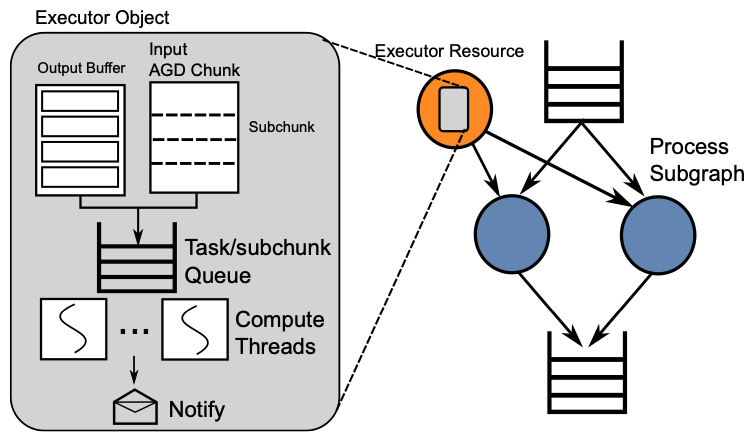 Executor Object
Output Buffer
Input
AGD Chunk
Subchunk
Task/subchunk
Queue
Compute
Threads
...
Notify
Executor Resource
Process
Subgraph